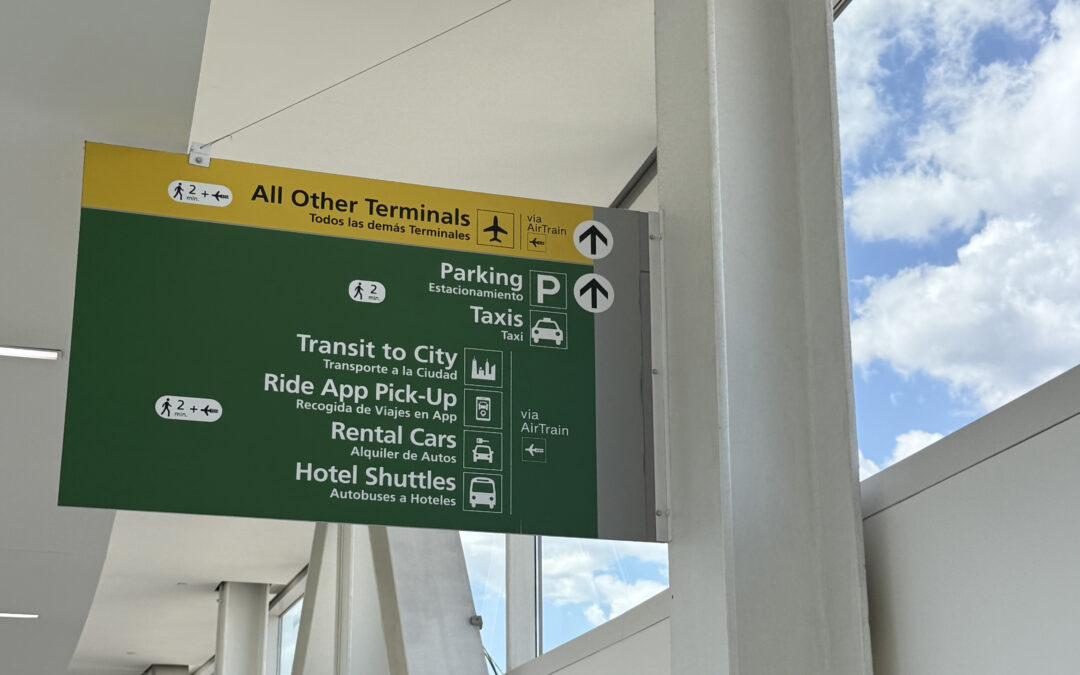 2 min. +
All Other Terminals
Todos las demás Terminales
via
AirTrain
Parking
Estacionamiento
P
2 min.
Taxis
Taxi
Transit to City
Transporte a la Ciudad
Ride App Pick-Up
Recogida de Viajes en App
via
AirTrain
2 min. +
Rental Cars
Alquiler de Autos
Hotel Shuttles
Autobuses a Hoteles